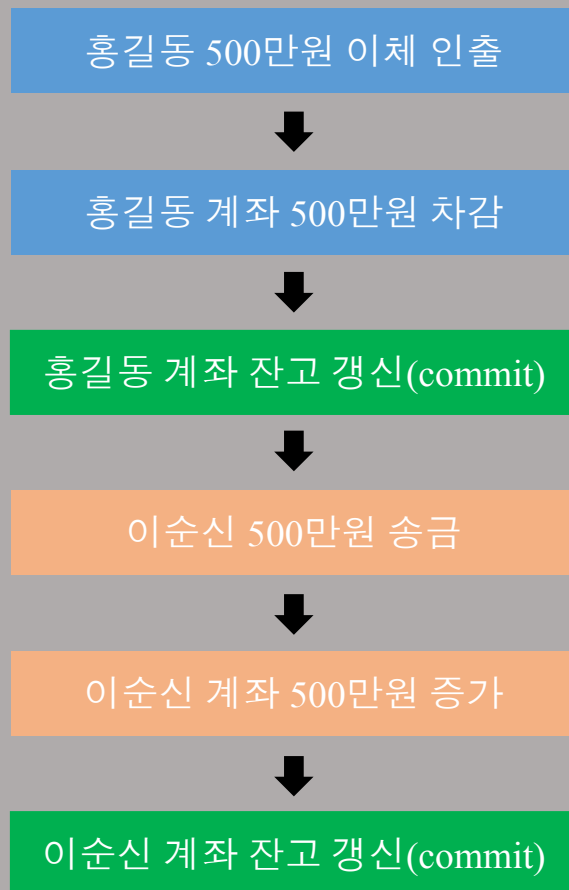 홍길동 500만원 이체 인출
홍길동 계좌 500만원 차감
홍길동 계좌 잔고 갱신(commit)
이순신 500만원 송금
이순신 계좌 500만원 증가
이순신 계좌 잔고 갱신(commit)